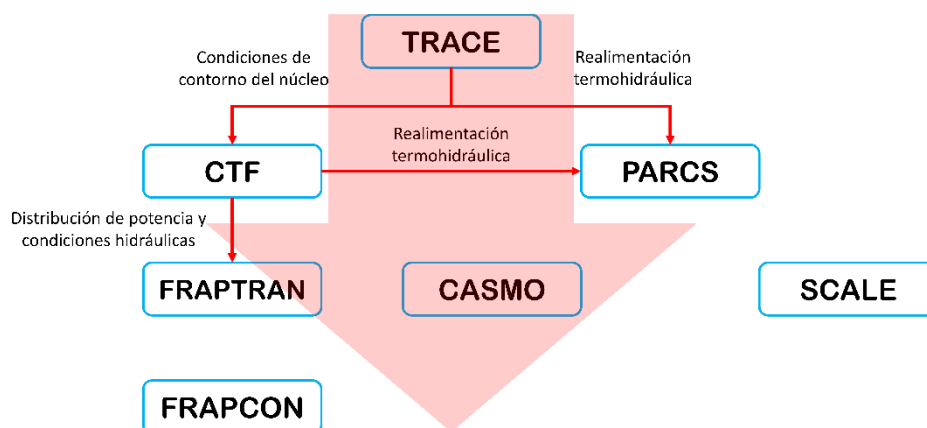 TRACE
Condiciones de
contorno del núcleo
Realimentación
termohidráulica
Realimentación
termohidráulica
CTF
PARCS
Distribución de potencia y
condiciones hidráulicas
FRAPTRAN
CASMO
SCALE
FRAPCON